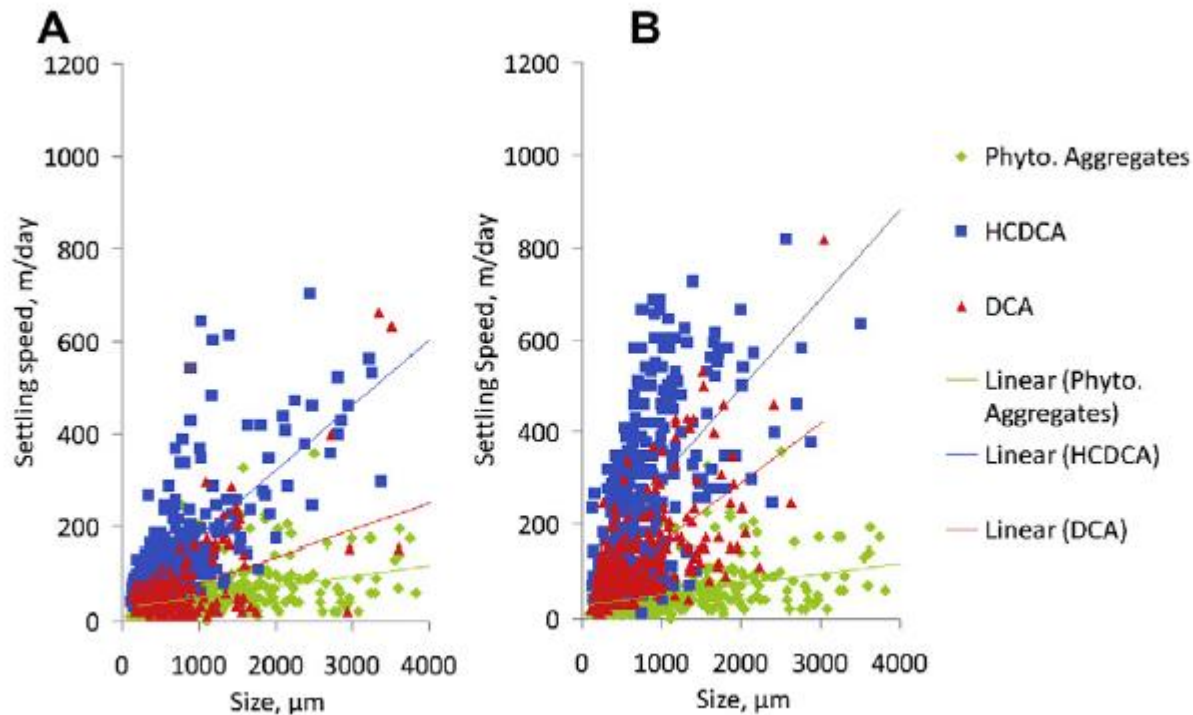 A
1200
1000
800
600
400
200
0
Settling speed, m/day
0 1000 2000 3000 4000
Size, μm
B
1200
1000
800
600
400
200
0
Settling Speed, m/day
0 1000 2000 3000 4000
Size, μm
Phyto. Aggregates
HCDCA
DCA
Linear (Phyto.
Aggregates)
Linear (HCDCA)
Linear (DCA)